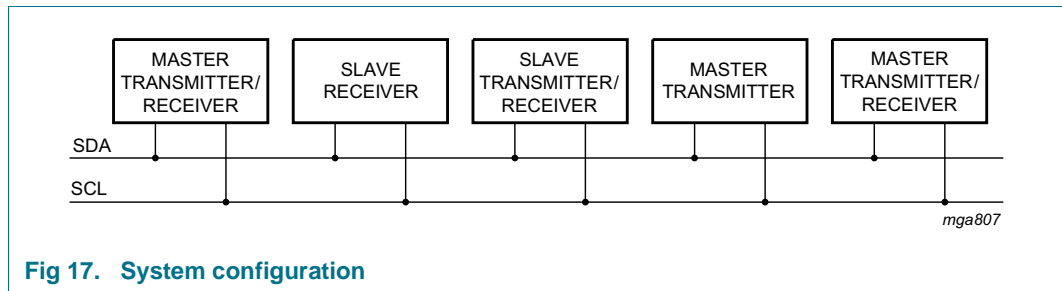 MASTER
TRANSMITTER/
RECEIVER
SLAVE
RECEIVER
SLAVE
TRANSMITTER/
RECEIVER
MASTER
TRANSMITTER
MASTER
TRANSMITTER/
RECEIVER
SDA
SCL
mga807
Fig 17. System configuration